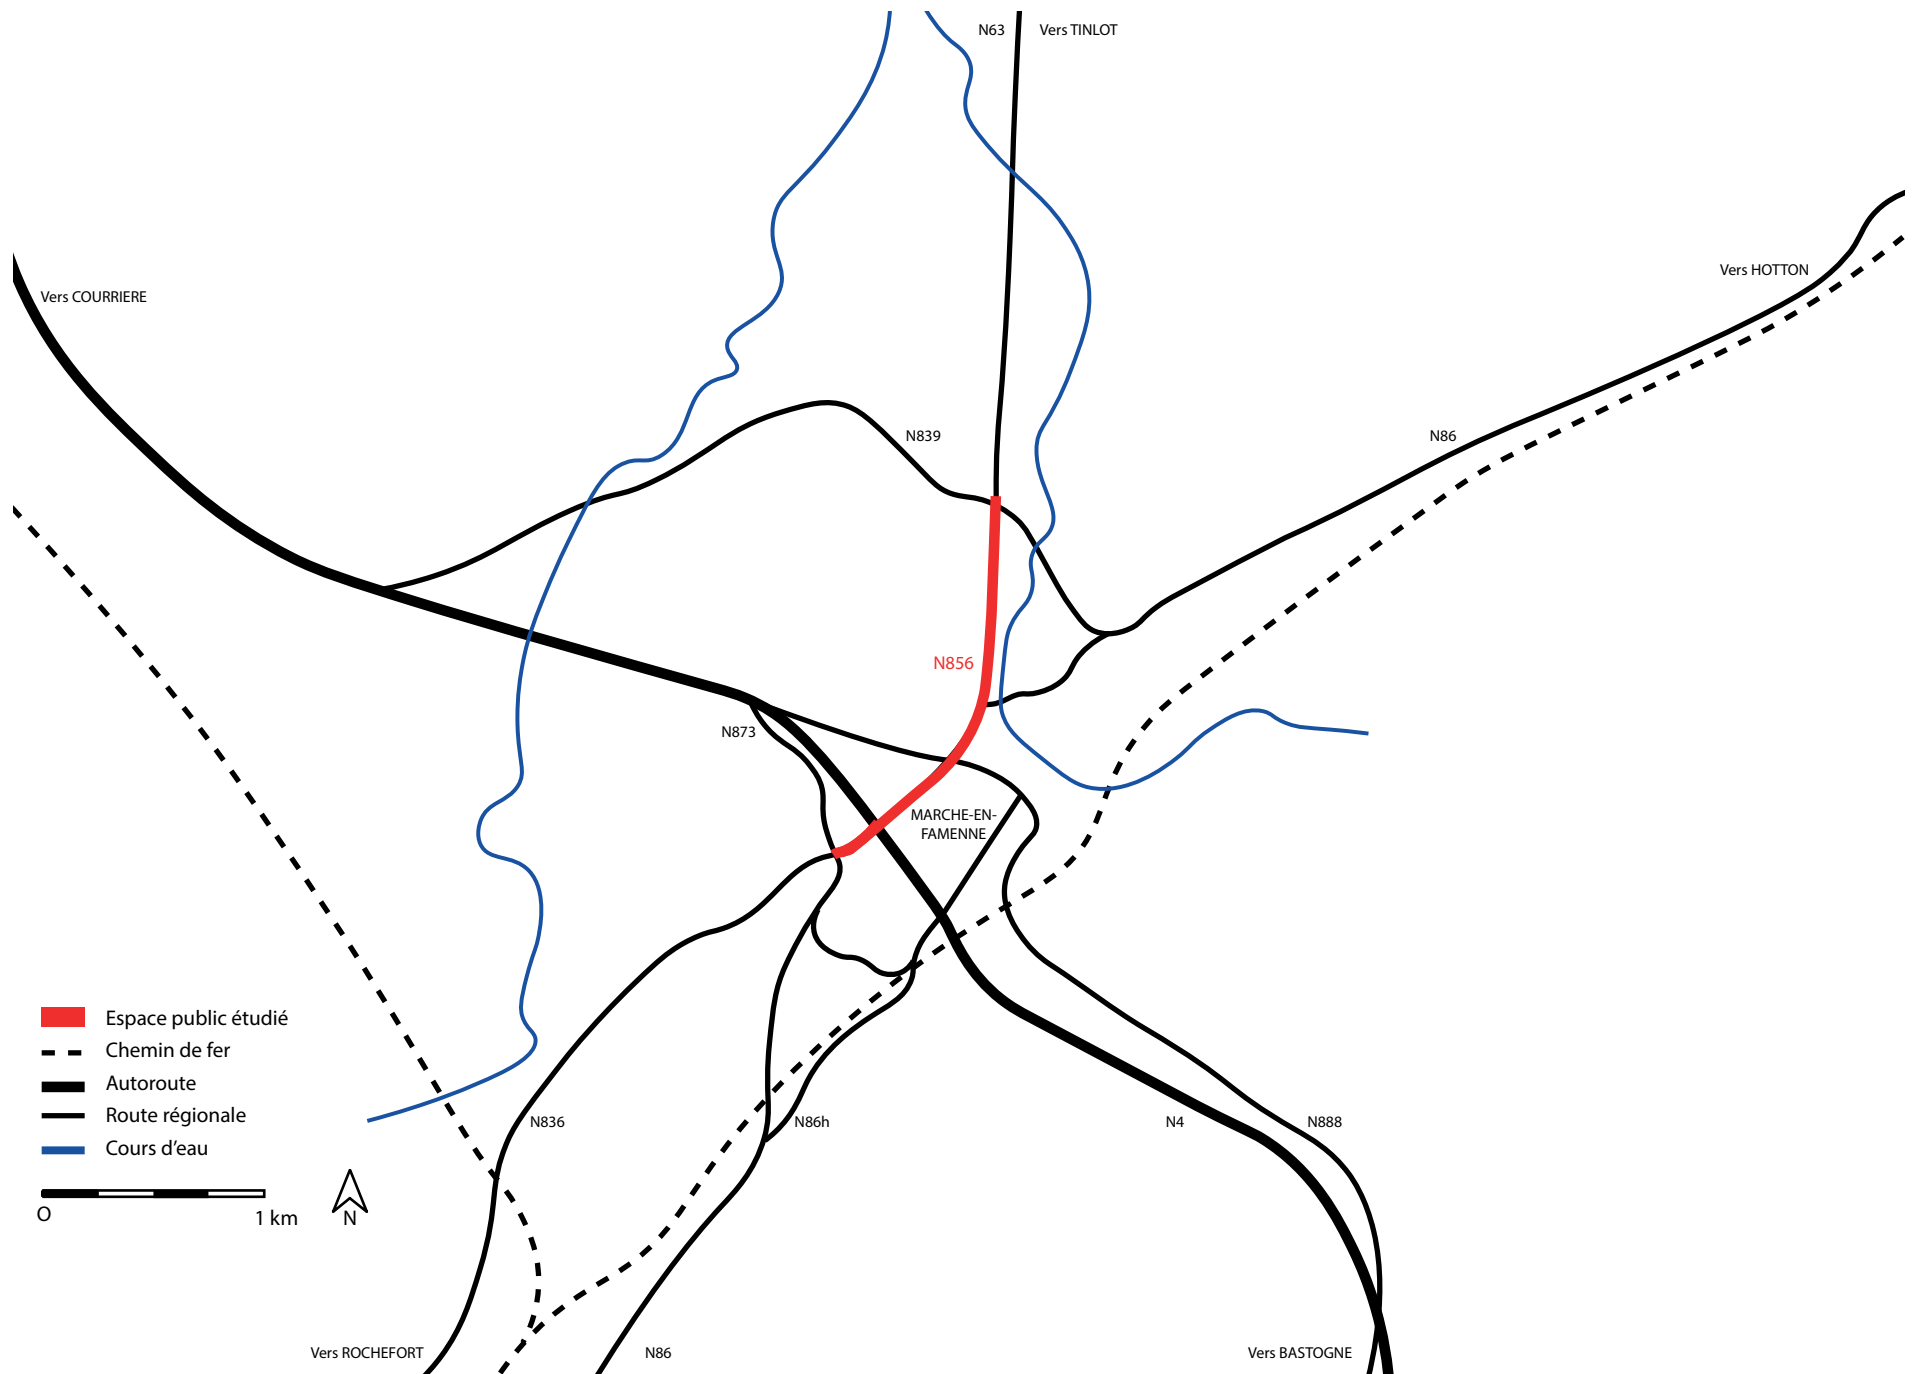 N63
Vers TINLOT
Vers HOTTON
Vers COURRIERE
N839
N86
N856
N873
MARCHE-EN-
FAMENNE
Espace public étudié
Chemin de fer
Autoroute
Route régionale
Cours d'eau
N836
N86h
N4
N888
O
1 km
N
Vers ROCHEFORT
N86
Vers BASTOGNE